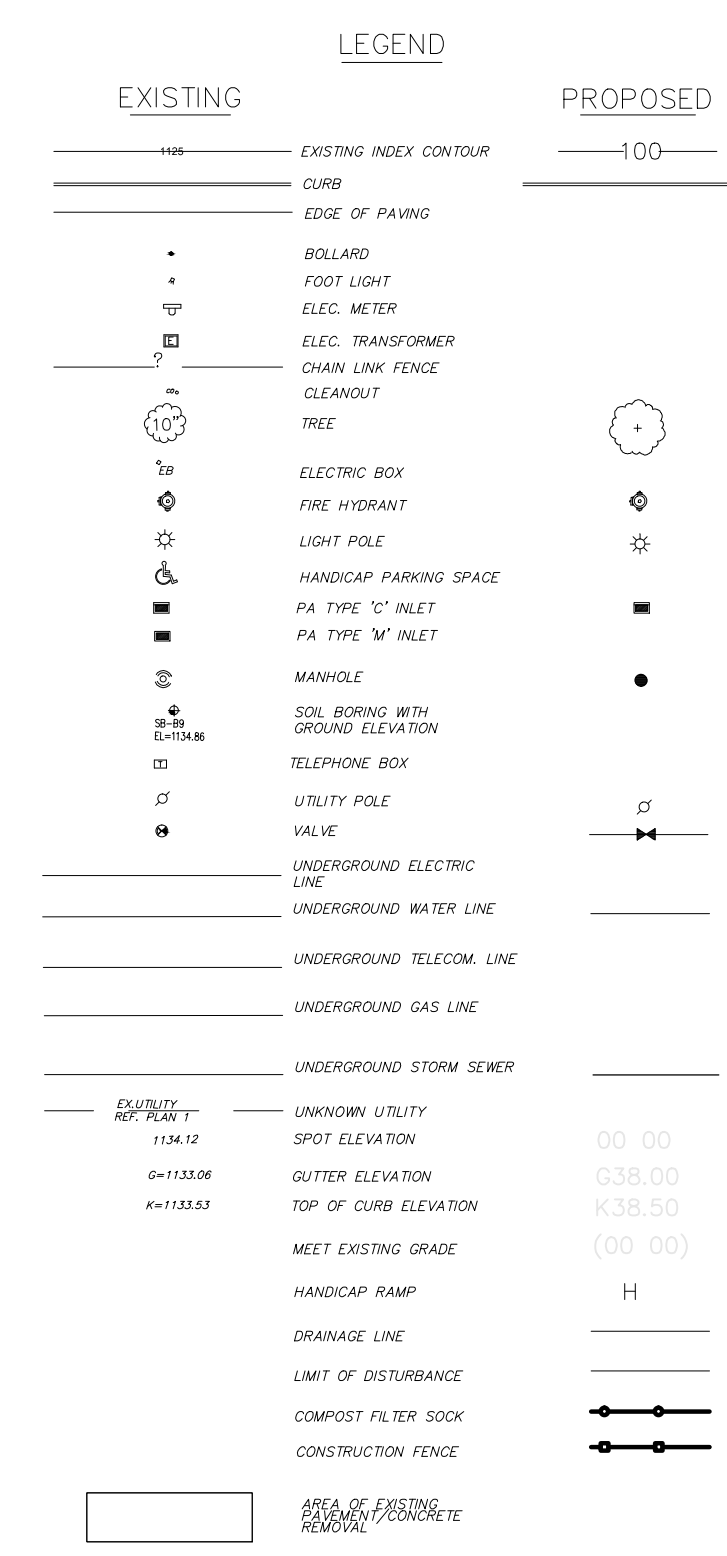 LEGEND
EXISTING
PROPOSED
1125 EXISTING INDEX CONTOUR 100
CURB
EDGE OF PAVING
BOLLARD
FOOT LIGHT
ELEC. METER
E ELEC. TRANSFORMER
? CHAIN LINK FENCE
CLEANOUT
10" TREE
EB ELECTRIC BOX
FIRE HYDRANT
LIGHT POLE
HANDICAP PARKING SPACE
PA TYPE 'C' INLET
PA TYPE 'M' INLET
MANHOLE
SB-B9
EL=1134.86
SOIL BORING WITH
GROUND ELEVATION
T TELEPHONE BOX
UTILITY POLE
VALVE
UNDERGROUND ELECTRIC
LINE
UNDERGROUND WATER LINE
UNDERGROUND TELECOM. LINE
UNDERGROUND GAS LINE
UNDERGROUND STORM SEWER
EX.UTILITY
REF. PLAN 1
UNKNOWN UTILITY
1134.12 SPOT ELEVATION 00 00
G=1133.06 GUTTER ELEVATION G38.00
K=1133.53 TOP OF CURB ELEVATION K38.50
MEET EXISTING GRADE (00 00)
HANDICAP RAMP H
DRAINAGE LINE
LIMIT OF DISTURBANCE
COMPOST FILTER SOCK
CONSTRUCTION FENCE
AREA OF EXISTING
PAVEMENT/CONCRETE
REMOVAL